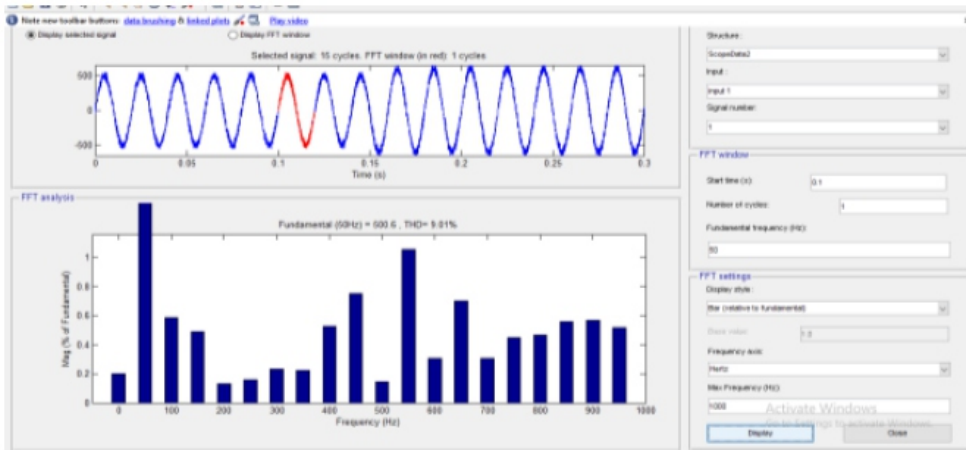 Note new toolbar buttons: data brushing & linked plots Play video
Display selected signal
Display FFT window
Selected signal: 15 cycles. FFT window (in red): 1 cycles
500
0
-500
0 0.05 0.1 0.15 0.2 0.25 0.3
Time (s)
FFT analysis
Fundamental (50Hz) = 500.6 , THD= 9.01%
1
0.8
0.6
0.4
0.2
0
Mag (% of Fundamental)
0 100 200 300 400 500 600 700 800 900 1000
Frequency (Hz)
Structure :
ScopeData2
Input :
input 1
Signal number:
1
FFT window
Start time (s): 0.1
Number of cycles: 1
Fundamental frequency (Hz):
50
FFT settings
Display style :
Bar (relative to fundamental)
Base value: 1.0
Frequency axis:
Hertz
Max Frequency (Hz):
1000
Activate Windows
Go to Settings to activate Windows.
Display
Close